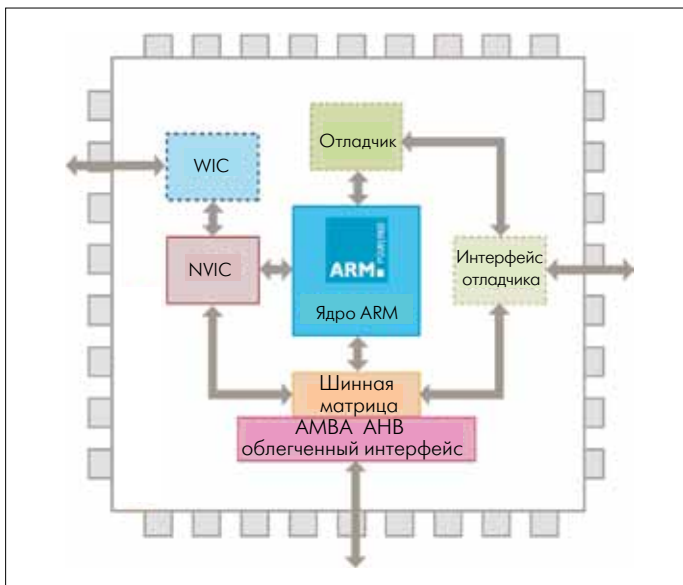 Отладчик
WIC
ARM
NVIC
Интерфейс
отладчика
Ядро ARM
Шинная
матрица
AMBA AHB
облегченный интерфейс